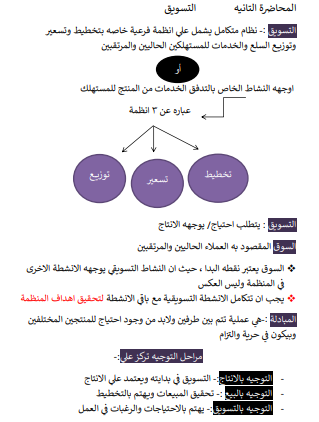 المحاضرة الثانيه التسويق
التسويق :- نظام متكامل يشمل علي انظمة فرعية خاصه بتخطيط وتسعير
وتوزيع السلع والخدمات للمستهلكين الحاليين والمرتقبين
أو
اوجهه النشاط الخاص بالتدفق الخدمات من المنتج للمستهلك
عباره عن ٣ انظمة
تخطيط تسعير توزيع
التسويق : يتطلب احتياج/ يوجهه الانتاج
السوق المقصود به العملاء الحاليين والمرتقبين
❖ السوق يعتبر نقطه البدا ، حيث ان النشاط التسويقي يوجهه الانشطة الاخرى
في المنظمة وليس العكس
❖ يجب ان تتكامل الانشطة التسويقية مع باقي الانشطة لتحقيق اهداف المنظمة
المبادلة :-هي عملية تتم بين طرفين ولابد من وجود احتياج للمنتجين المختلفين
وبيكون في حرية والتزام
مراحل التوجيه تركز علي:-
- التوجيه بالانتاج:- التسويق في بدايته ويعتمد علي الانتاج
- التوجيه بالبيع :- تحقيق المبيعات ويهتم بالتخطيط
- التوجيه بالتسويق:- يهتم بالاحتياجات والرغبات في العمل